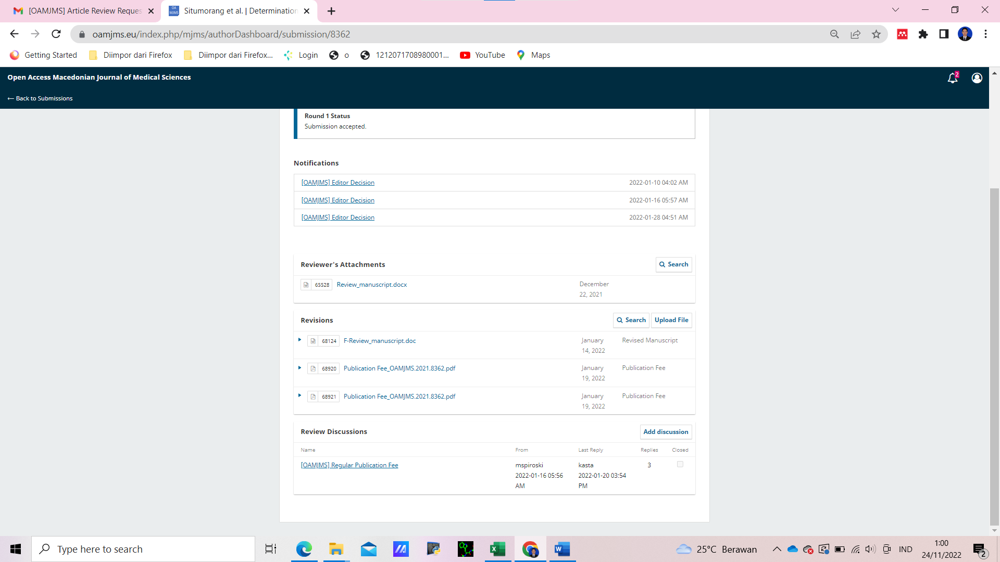 [OAMJMS] Article Review Reques
Situmorang et al. | Determination
oamjms.eu/index.php/mjms/authorDashboard/submission/8362
Getting Started
Diimpor dari Firefox
Diimpor dari Firefox...
Login
o
1212071708980001...
YouTube
Maps
Open Access Macedonian Journal of Medical Sciences
2
← Back to Submissions
Round 1 Status
Submission accepted.
Notifications
[OAMJMS] Editor Decision 2022-01-10 04:02 AM
[OAMJMS] Editor Decision 2022-01-16 05:57 AM
[OAMJMS] Editor Decision 2022-01-28 04:51 AM
Reviewer's Attachments Search
65528 Review_manuscript.docx December
22, 2021
Revisions Search Upload File
68124 F-Review_manuscript.doc January Revised Manuscript
14, 2022
68920 Publication Fee_OAMJMS.2021.8362.pdf January Publication Fee
19, 2022
68921 Publication Fee_OAMJMS.2021.8362.pdf January Publication Fee
19, 2022
Review Discussions Add discussion
Name From Last Reply Replies Closed
[OAMJMS] Regular Publication Fee mspiroski kasta 3
2022-01-16 05:56 2022-01-20 03:54
AM PM
Type here to search
25°C Berawan
IND
1:00
24/11/2022
2